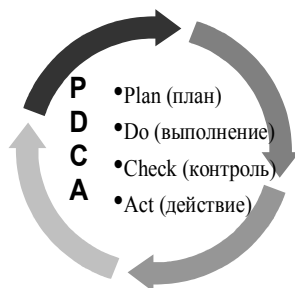 P •Plan (план)
D •Do (выполнение)
C •Check (контроль)
A •Act (действие)